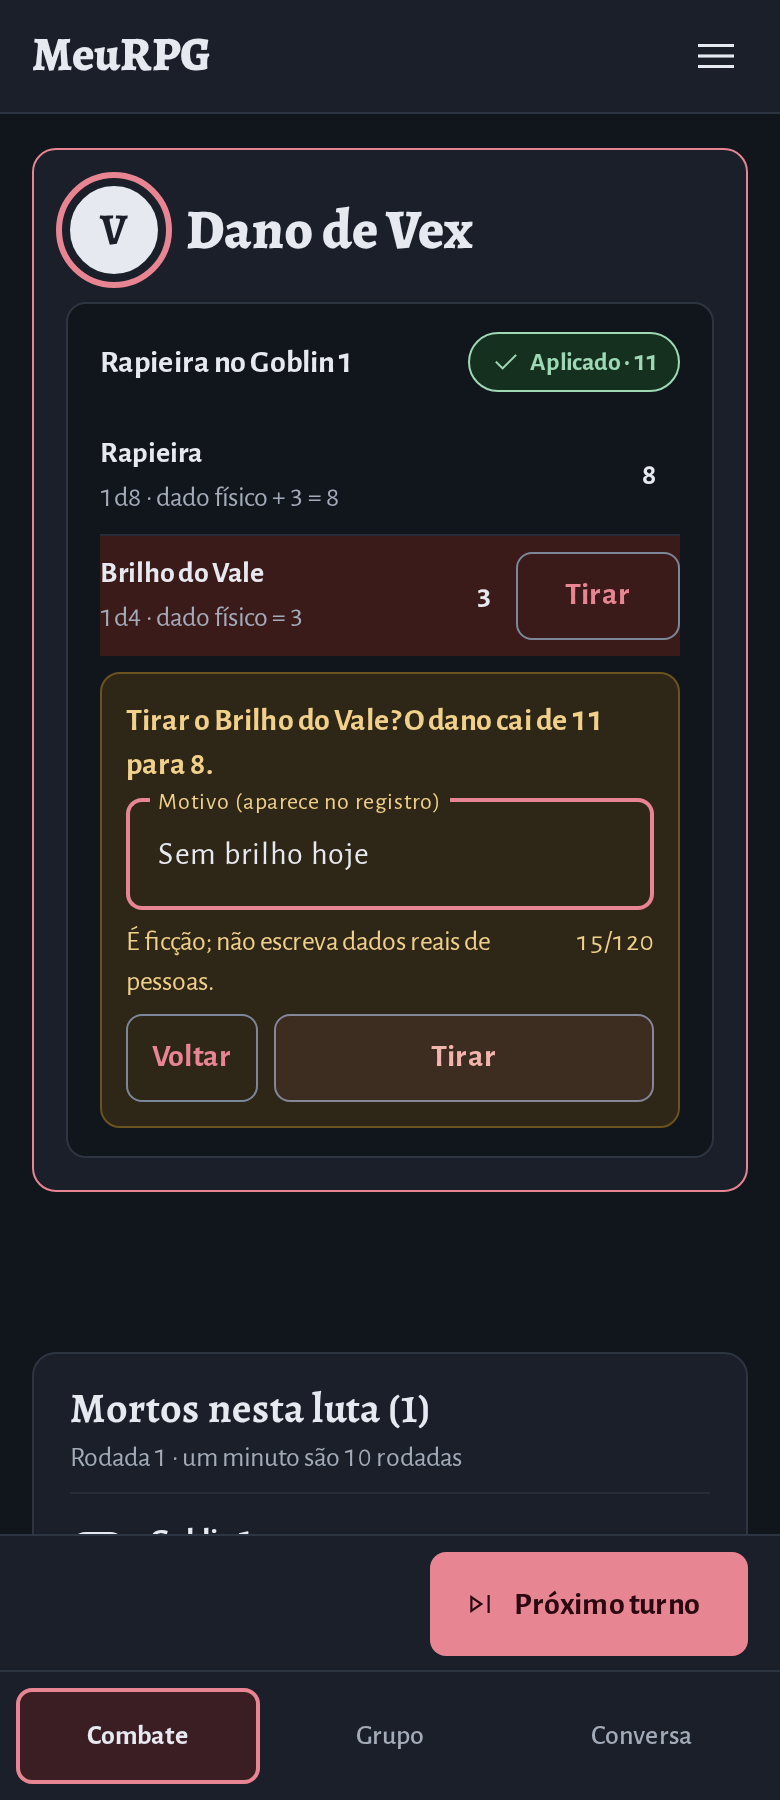 MeuRPG
V
Dano de Vex
Rapieira no Goblin 1
Aplicado · 11
Rapieira
8
1d8 · dado físico + 3 = 8
Brilho do Vale
3
Tirar
1d4 · dado físico = 3
Tirar o Brilho do Vale? O dano cai de 11
para 8.
Motivo (aparece no registro)
Sem brilho hoje
É ficção; não escreva dados reais de
pessoas.
15/120
Voltar
Tirar
Mortos nesta luta (1)
Rodada 1 · um minuto são 10 rodadas
Próximo turno
Combate
Grupo
Conversa